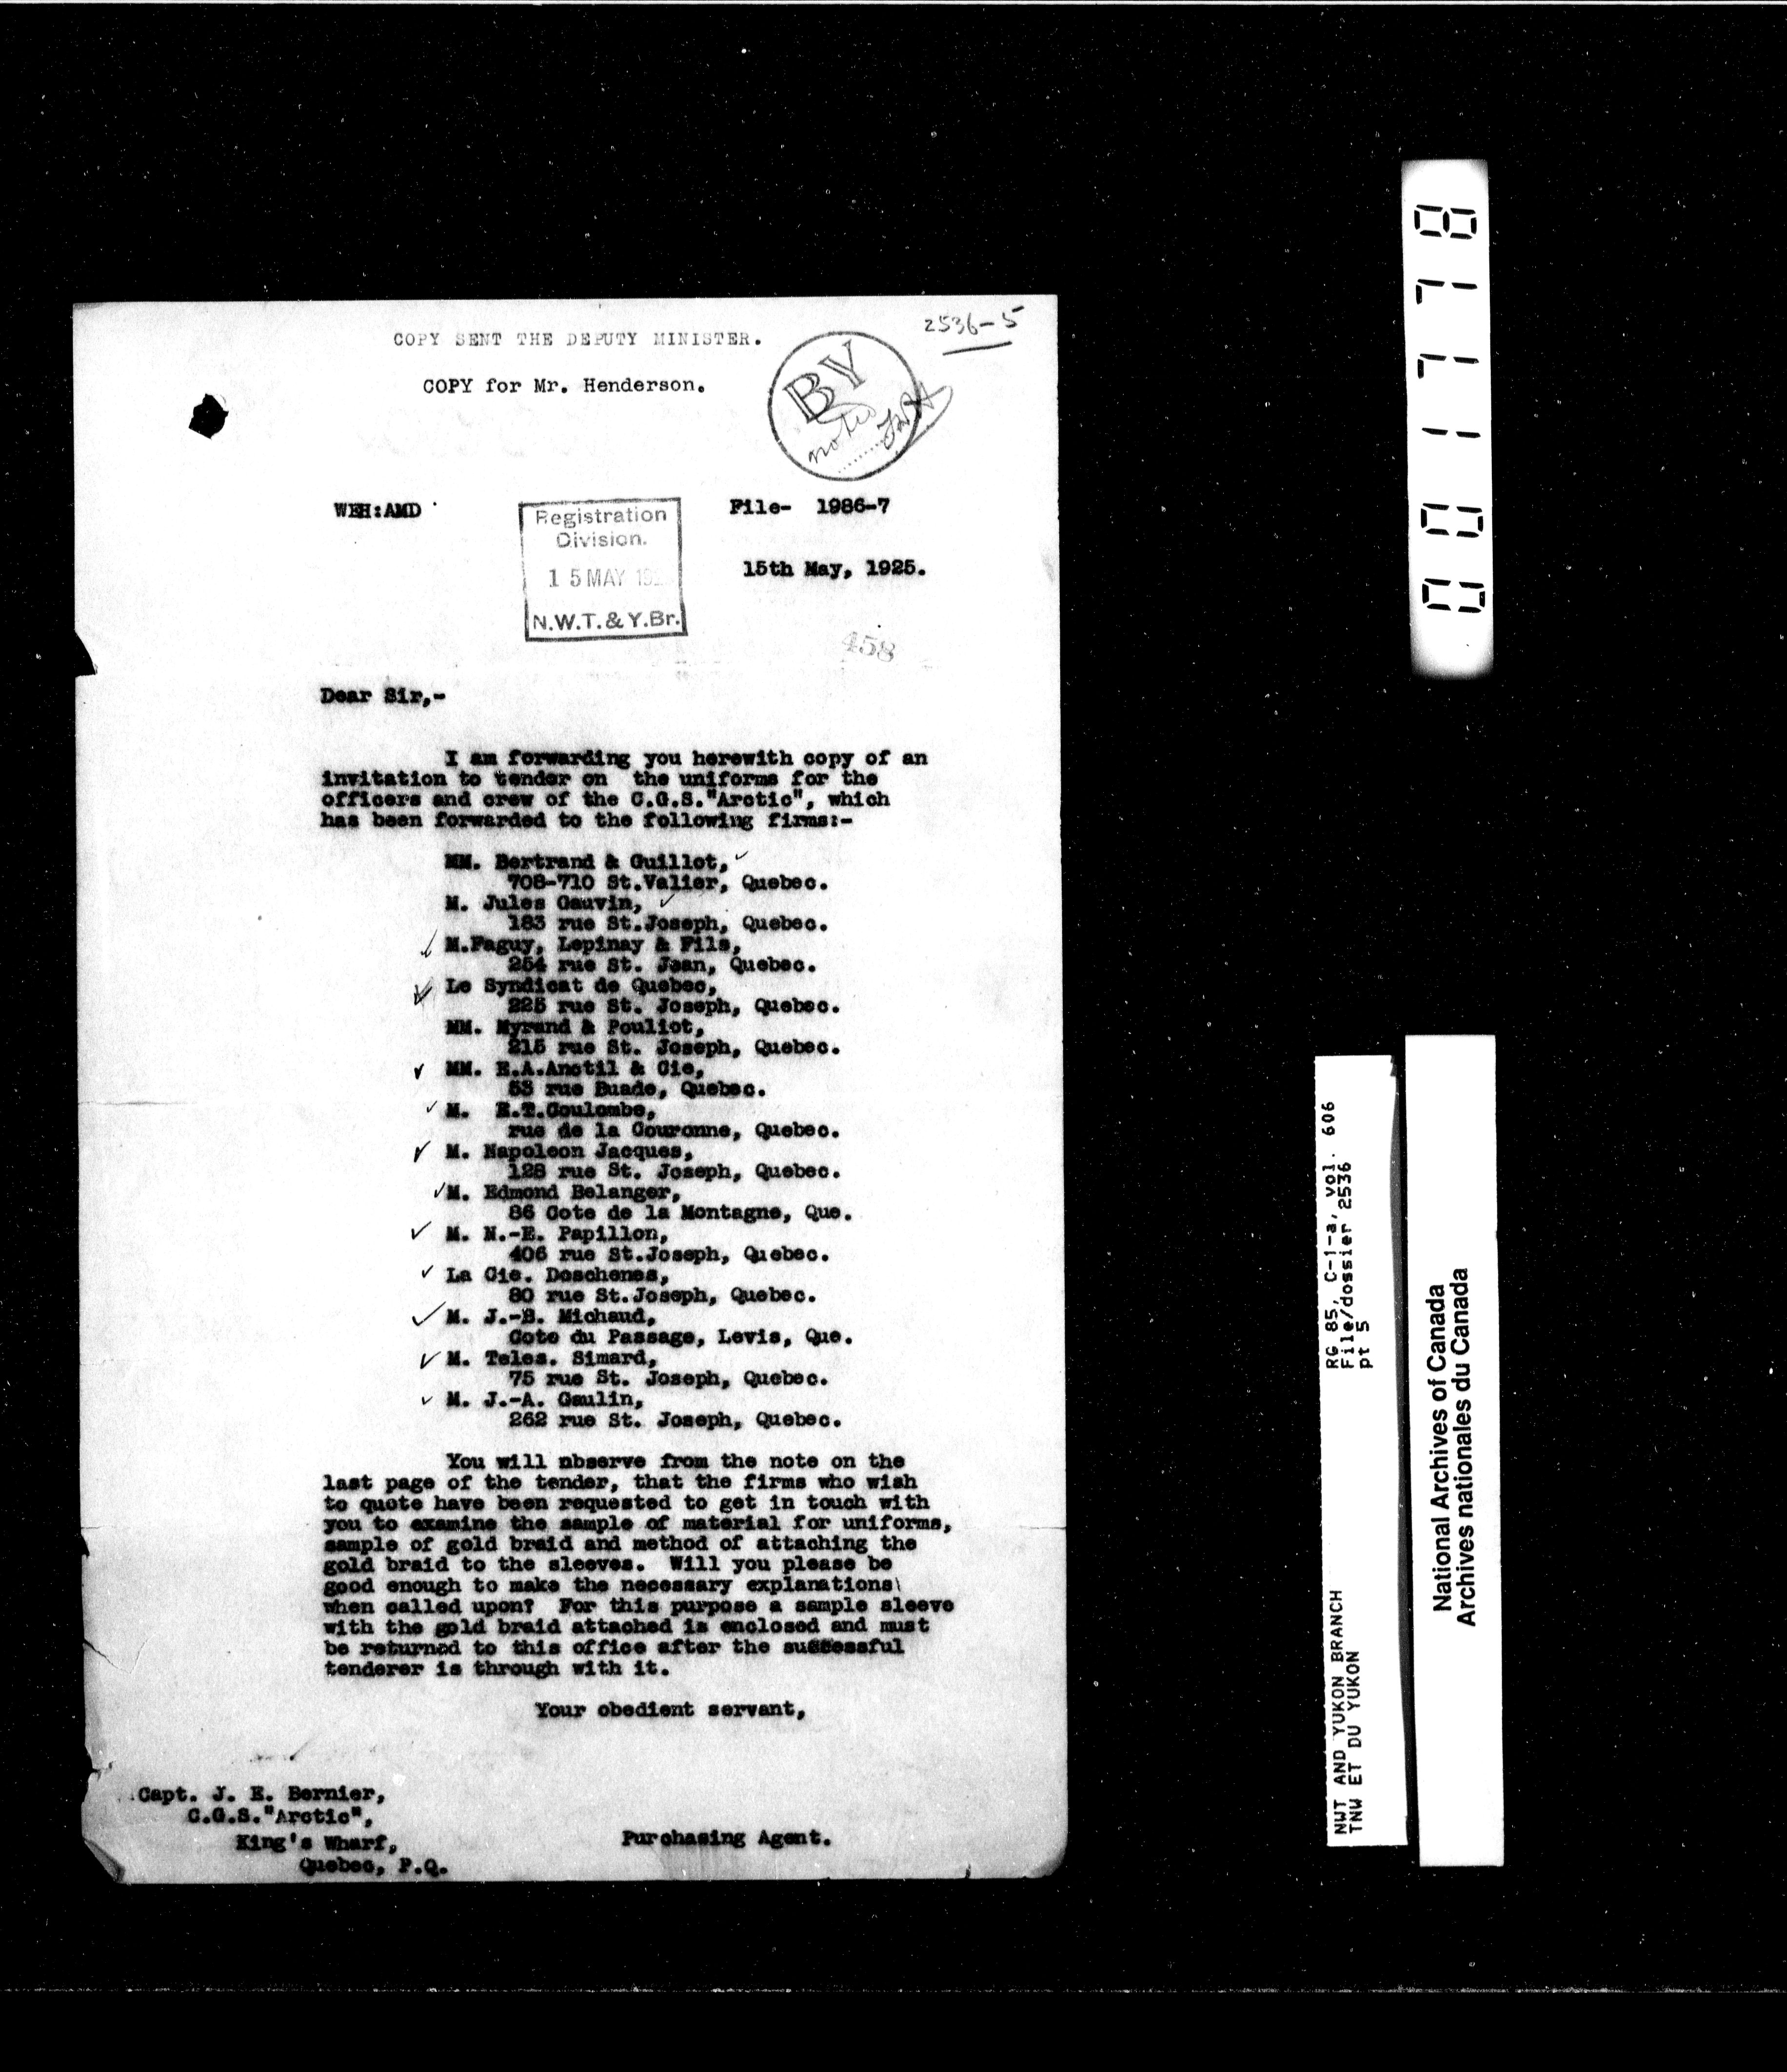 2536-5
COPY SENT THE DEPUTY MINISTER.
COPY for Mr. Henderson.
BY
noted
WEH:AMD
File- 1986-7
Registration
Division.
15 MAY 192
N.W.T. & Y.Br.
15th May, 1925.
458
Dear Sir,-
I am forwarding you herewith copy of an
invitation to tender on the uniforms for the
officers and crew of the C.G.S."Arctic", which
has been forwarded to the following firms:-
MM. Bertrand & Guillot,
708-710 St.Valier, Quebec.
M. Jules Gauvin,
183 rue St.Joseph, Quebec.
M.Faguy, Lepinay & Fils,
254 rue St. Jean, Quebec.
Le Syndicat de Quebec,
225 rue St. Joseph, Quebec.
MM. Myrand & Pouliot,
215 rue St. Joseph, Quebec.
MM. E.A.Anctil & Cie,
53 rue Buade, Quebec.
M. E.T.Coulombe,
rue de la Couronne, Quebec.
M. Napoleon Jacques,
128 rue St. Joseph, Quebec.
M. Edmond Belanger,
86 Cote de la Montagne, Que.
M. N.-E. Papillon,
406 rue St.Joseph, Quebec.
La Cie. Deschenes,
80 rue St.Joseph, Quebec.
M. J.-B. Michaud,
Cote du Passage, Levis, Que.
M. Teles. Simard,
75 rue St. Joseph, Quebec.
M. J.-A. Gaulin,
262 rue St. Joseph, Quebec.
You will nbserve from the note on the
last page of the tender, that the firms who wish
to quote have been requested to get in touch with
you to examine the sample of material for uniforms,
sample of gold braid and method of attaching the
gold braid to the sleeves. Will you please be
good enough to make the necessary explanations
when called upon? For this purpose a sample sleeve
with the gold braid attached is enclosed and must
be returned to this office after the successful
tenderer is through with it.
Your obedient servant,
Capt. J. E. Bernier,
C.G.S."Arctic",
King's Wharf,
Quebec, P.Q.
Purchasing Agent.
001778
RG 85, C-1-a, vol. 606
File/dossier 2536
pt 5
NWT AND YUKON BRANCH
TNW ET DU YUKON
National Archives of Canada
Archives nationales du Canada